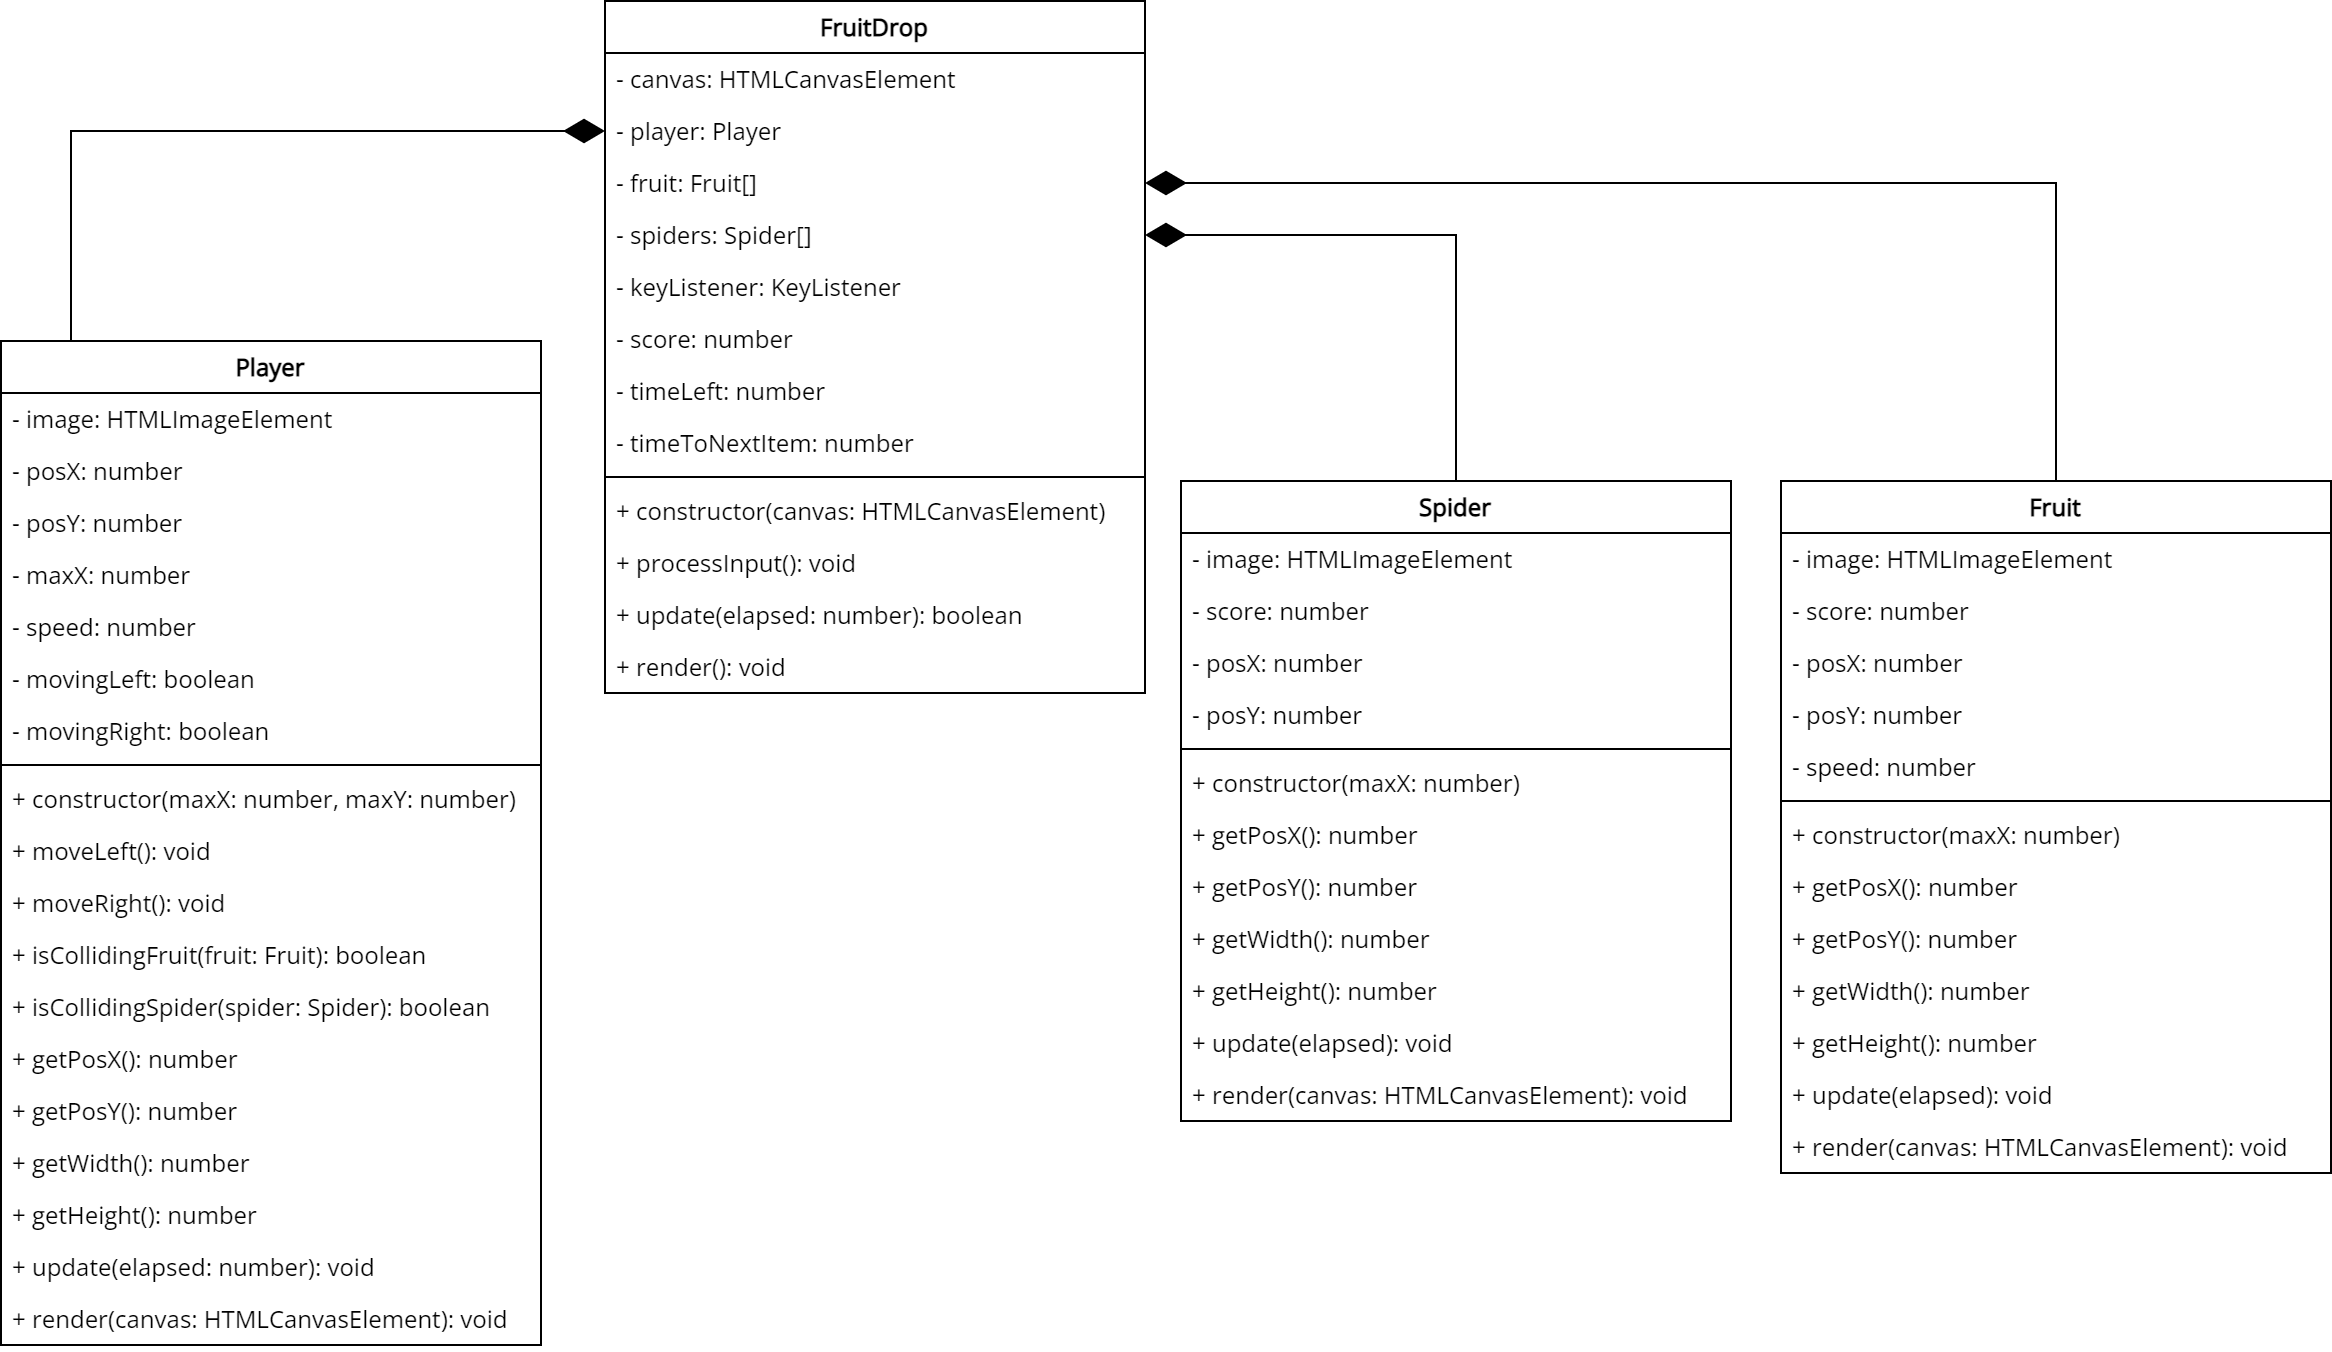 FruitDrop
- canvas: HTMLCanvasElement
- player: Player
- fruit: Fruit[]
- spiders: Spider[]
- keyListener: KeyListener
- score: number
- timeLeft: number
- timeToNextItem: number
+ constructor(canvas: HTMLCanvasElement)
+ processInput(): void
+ update(elapsed: number): boolean
+ render(): void
Player
- image: HTMLImageElement
- posX: number
- posY: number
- maxX: number
- speed: number
- movingLeft: boolean
- movingRight: boolean
+ constructor(maxX: number, maxY: number)
+ moveLeft(): void
+ moveRight(): void
+ isCollidingFruit(fruit: Fruit): boolean
+ isCollidingSpider(spider: Spider): boolean
+ getPosX(): number
+ getPosY(): number
+ getWidth(): number
+ getHeight(): number
+ update(elapsed: number): void
+ render(canvas: HTMLCanvasElement): void
Spider
- image: HTMLImageElement
- score: number
- posX: number
- posY: number
+ constructor(maxX: number)
+ getPosX(): number
+ getPosY(): number
+ getWidth(): number
+ getHeight(): number
+ update(elapsed): void
+ render(canvas: HTMLCanvasElement): void
Fruit
- image: HTMLImageElement
- score: number
- posX: number
- posY: number
- speed: number
+ constructor(maxX: number)
+ getPosX(): number
+ getPosY(): number
+ getWidth(): number
+ getHeight(): number
+ update(elapsed): void
+ render(canvas: HTMLCanvasElement): void